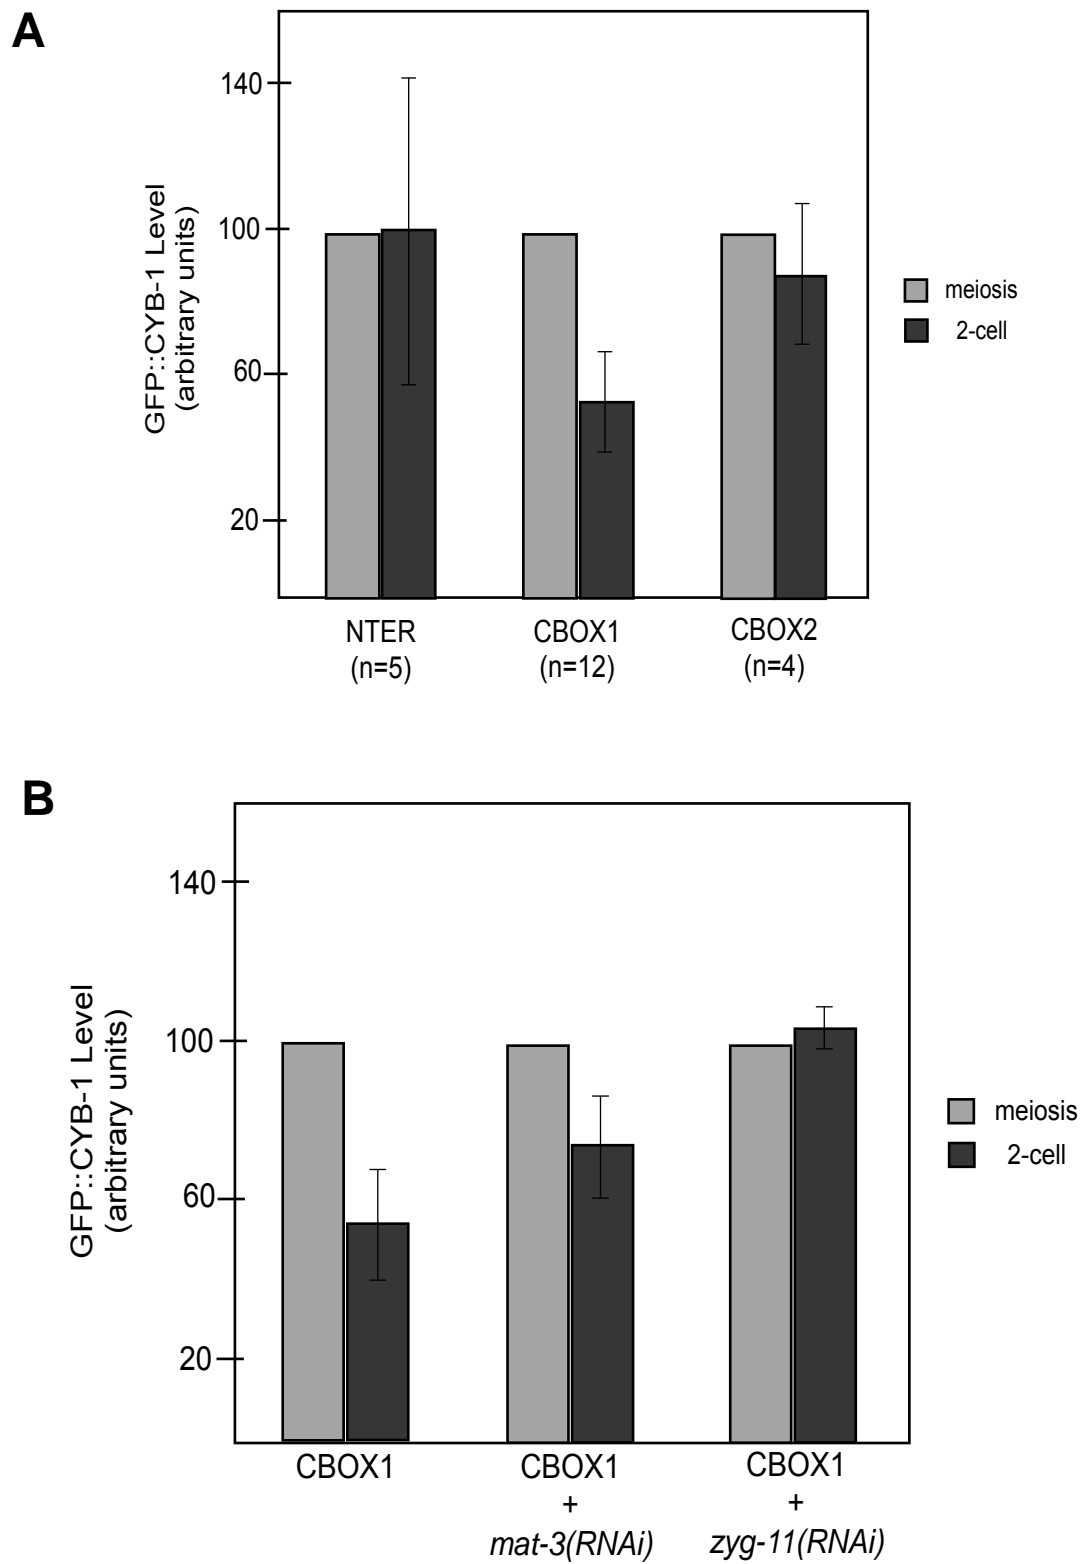 A
GFP::CYB-1 Level
(arbitrary units)
140
100
60
20
meiosis
2-cell
NTER
(n=5)
CBOX1
(n=12)
CBOX2
(n=4)
B
GFP::CYB-1 Level
(arbitrary units)
140
100
60
20
meiosis
2-cell
CBOX1
CBOX1
+
mat-3(RNAi)
CBOX1
+
zyg-11(RNAi)